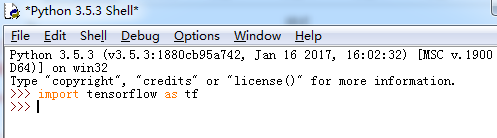 *Python 3.5.3 Shell*
File Edit Shell Debug Options Window Help
Python 3.5.3 (v3.5.3:1880cb95a742, Jan 16 2017, 16:02:32) [MSC v.1900
D64)] on win32
Type "copyright", "credits" or "license()" for more information.
>>> import tensorflow as tf
>>>